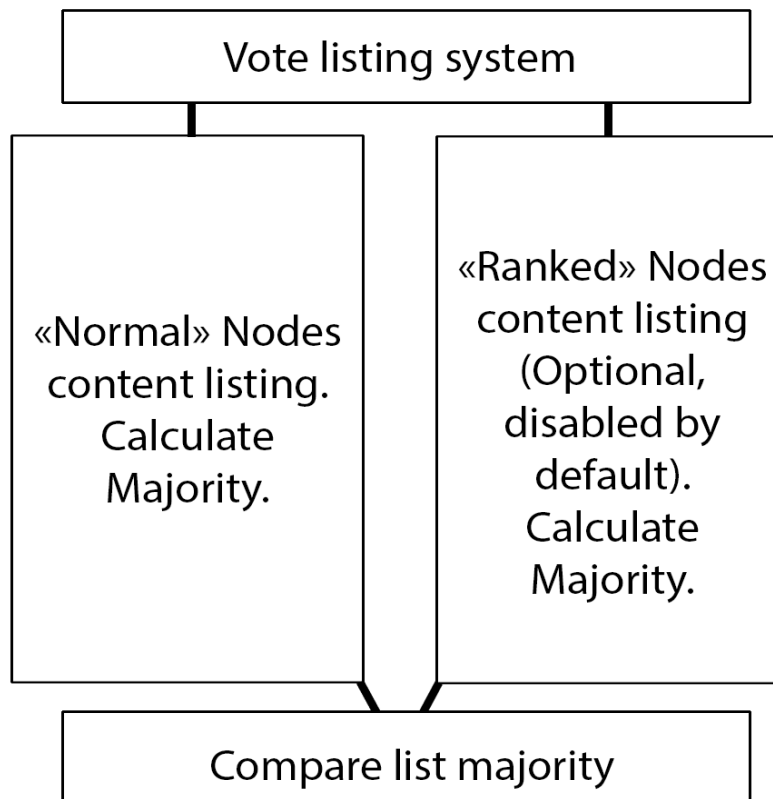 Vote listing system
«Normal» Nodes
content listing.
Calculate
Majority.
«Ranked» Nodes
content listing
(Optional,
disabled by
default).
Calculate
Majority.
Compare list majority